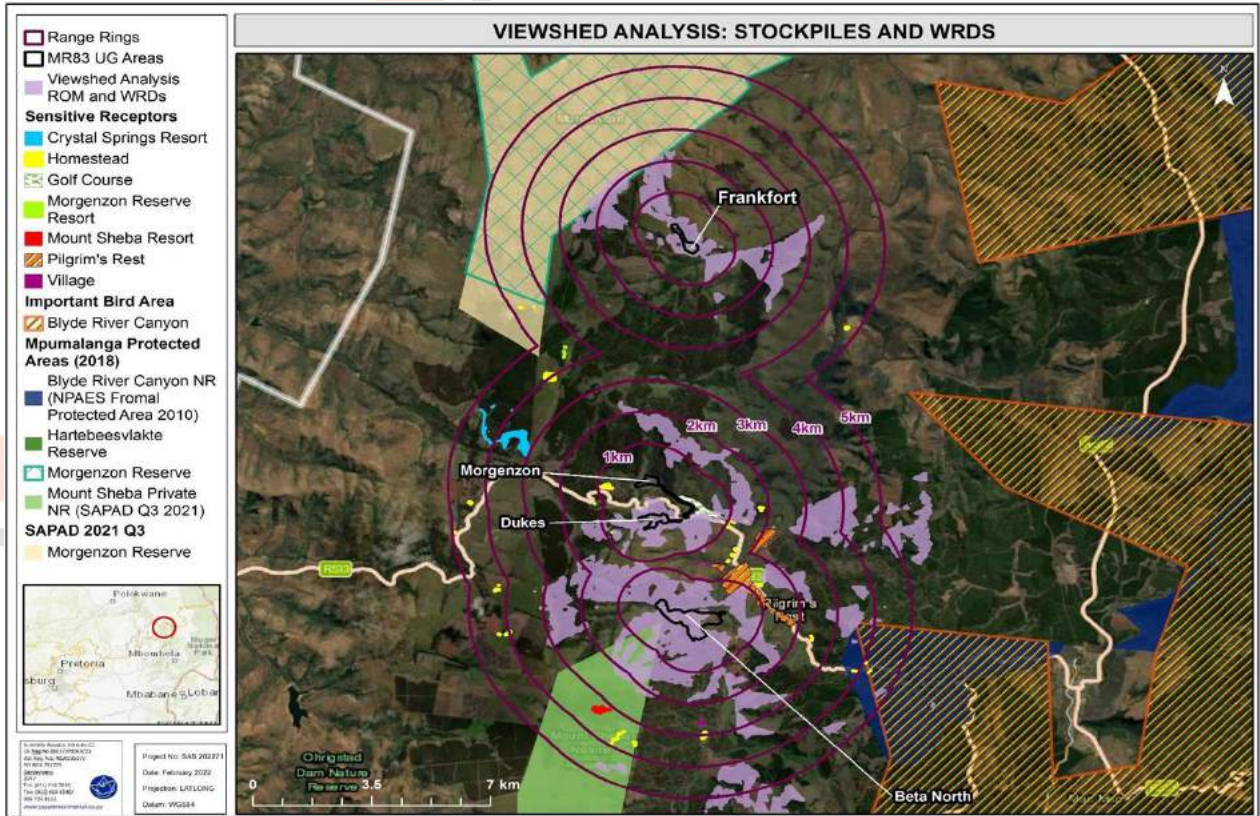 VIEWSHED ANALYSIS: STOCKPILES AND WRDS
Range Rings
MR83 UG Areas
Viewshed Analysis
ROM and WRDs
Sensitive Receptors
Crystal Springs Resort
Homestead
Golf Course
Morgenzon Reserve
Resort
Mount Sheba Resort
Pilgrim's Rest
Village
Important Bird Area
Blyde River Canyon
Mpumalanga Protected
Areas (2018)
Blyde River Canyon NR
(NPAES Fromal
Protected Area 2010)
Hartebeesvlakte
Reserve
Morgenzon Reserve
Mount Sheba Private
NR (SAPAD Q3 2021)
SAPAD 2021 Q3
Morgenzon Reserve
Polokwane
Mbombela
Pretoria
Mbabane
Project No: SAS 202271
Date: February 2022
Projection: LATLONG
Datum: WGS84
Frankfort
1km
2km
3km
4km
5km
Morgenzon
Dukes
R533
Pilgrim's
Rest
Beta North
Ohrigstad
Dam Nature
Reserve
0 3.5 7 km
N